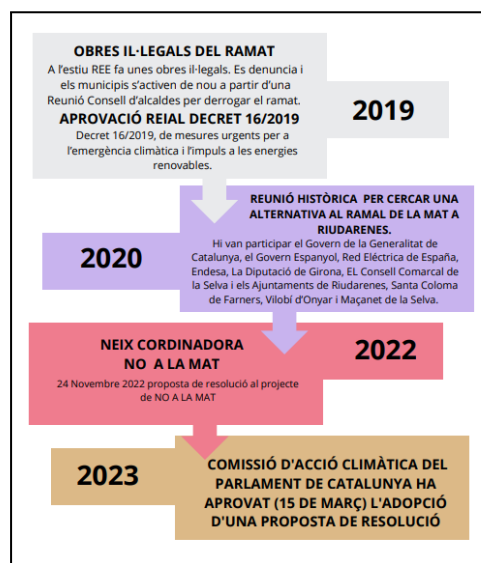 OBRES IL·LEGALS DEL RAMAT
A l'estiu REE fa unes obres il·legals. Es denuncia i
els municipis s'activen de nou a partir d'una
Reunió Consell d'alcaldes per derrogar el ramat.
APROVACIÓ REIAL DECRET 16/2019
Decret 16/2019, de mesures urgents per a
l'emergència climàtica i l'impuls a les energies
renovables.
2019
REUNIÓ HISTÒRICA PER CERCAR UNA
ALTERNATIVA AL RAMAL DE LA MAT A
RIUDARENES.
Hi van participar el Govern de la Generalitat de
Catalunya, el Govern Espanyol, Red Eléctrica de España,
Endesa, La Diputació de Girona, EL Consell Comarcal de
la Selva i els Ajuntaments de Riudarenes, Santa Coloma
de Farners, Vilobí d'Onyar i Maçanet de la Selva.
2020
NEIX CORDINADORA
NO A LA MAT
24 Novembre 2022 proposta de resolució al projecte
de NO A LA MAT
2022
2023
COMISSIÓ D'ACCIÓ CLIMÀTICA DEL
PARLAMENT DE CATALUNYA HA
APROVAT (15 DE MARÇ) L'ADOPCIÓ
D'UNA PROPOSTA DE RESOLUCIÓ